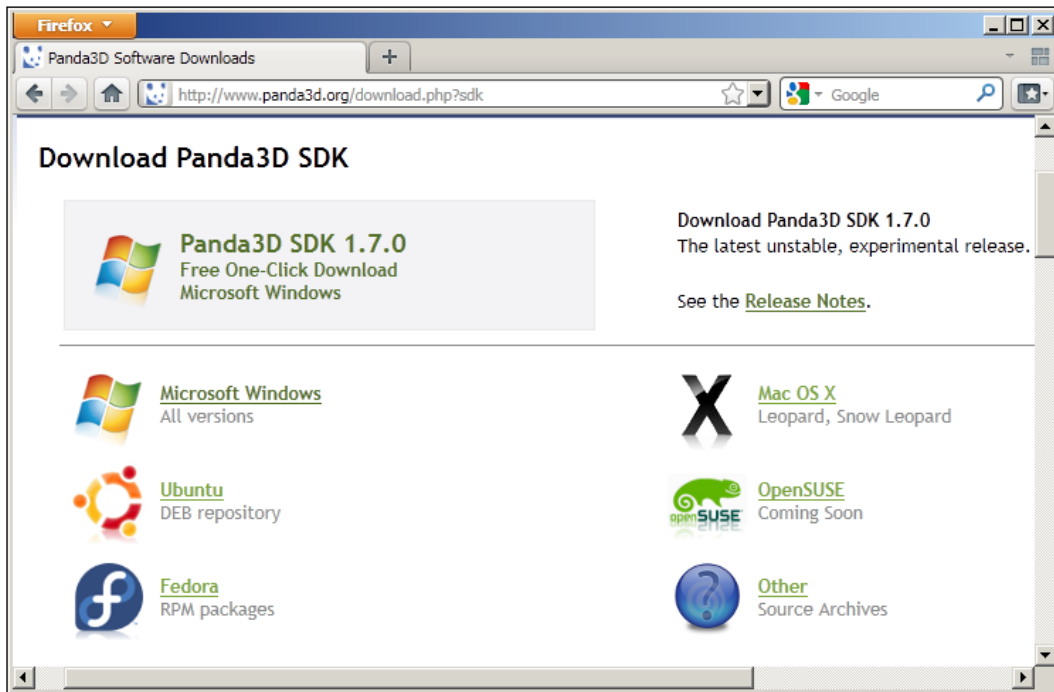 Firefox
Panda3D Software Downloads
http://www.panda3d.org/download.php?sdk
Google
Download Panda3D SDK
Panda3D SDK 1.7.0
Free One-Click Download
Microsoft Windows
Download Panda3D SDK 1.7.0
The latest unstable, experimental release.
See the Release Notes.
Microsoft Windows
All versions
Mac OS X
Leopard, Snow Leopard
Ubuntu
DEB repository
openSUSE
OpenSUSE
Coming Soon
Fedora
RPM packages
Other
Source Archives